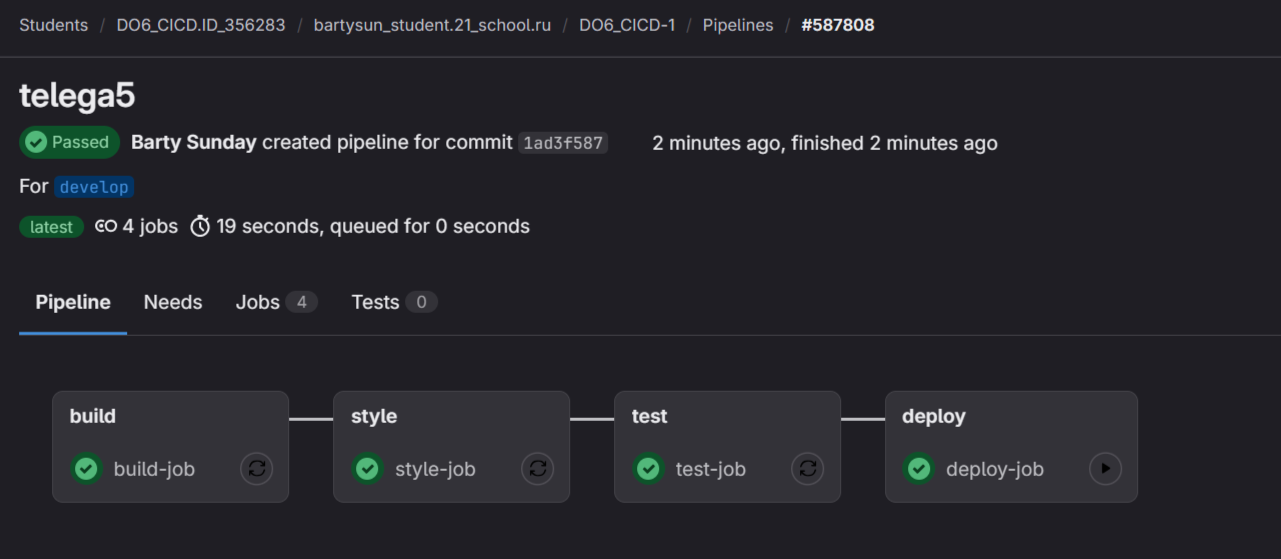 Students / DO6_CICD.ID_356283 / bartysun_student.21_school.ru / DO6_CICD-1 / Pipelines / #587808
telega5
Passed Barty Sunday created pipeline for commit 1ad3f587 2 minutes ago, finished 2 minutes ago
For develop
latest 4 jobs 19 seconds, queued for 0 seconds
Pipeline Needs Jobs 4 Tests 0
build style test deploy
build-job style-job test-job deploy-job